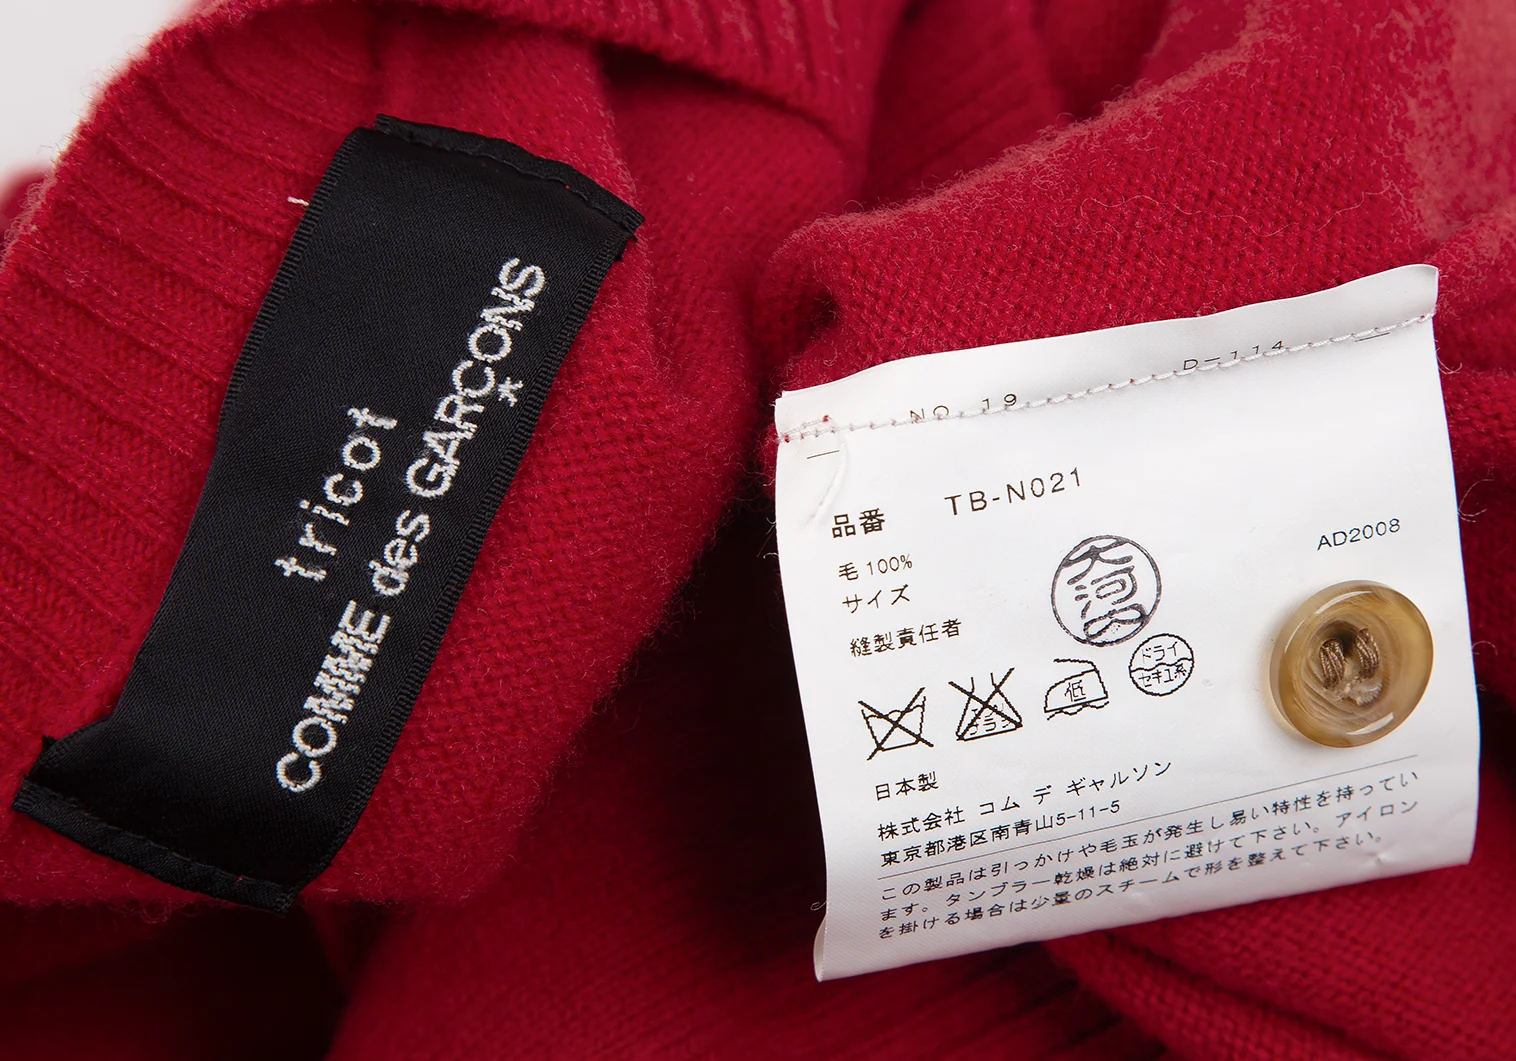 tricot
COMME des GARÇONS
NO. 19
D-114
品番 TB-N021
AD2008
毛 100%
サイズ
縫製責任者
大河
低
ドライ
セキユ系
日本製
株式会社 コム デ ギャルソン
東京都港区南青山5-11-5
この製品は引っかけや毛玉が発生し易い特性を持ってい
ます。タンブラー乾燥は絶対に避けて下さい。アイロン
を掛ける場合は少量のスチームで形を整えて下さい。